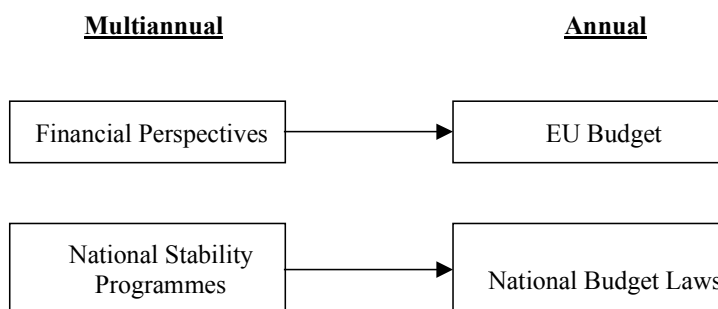 Multiannual
Annual
Financial Perspectives
EU Budget
National Stability
Programmes
National Budget Laws